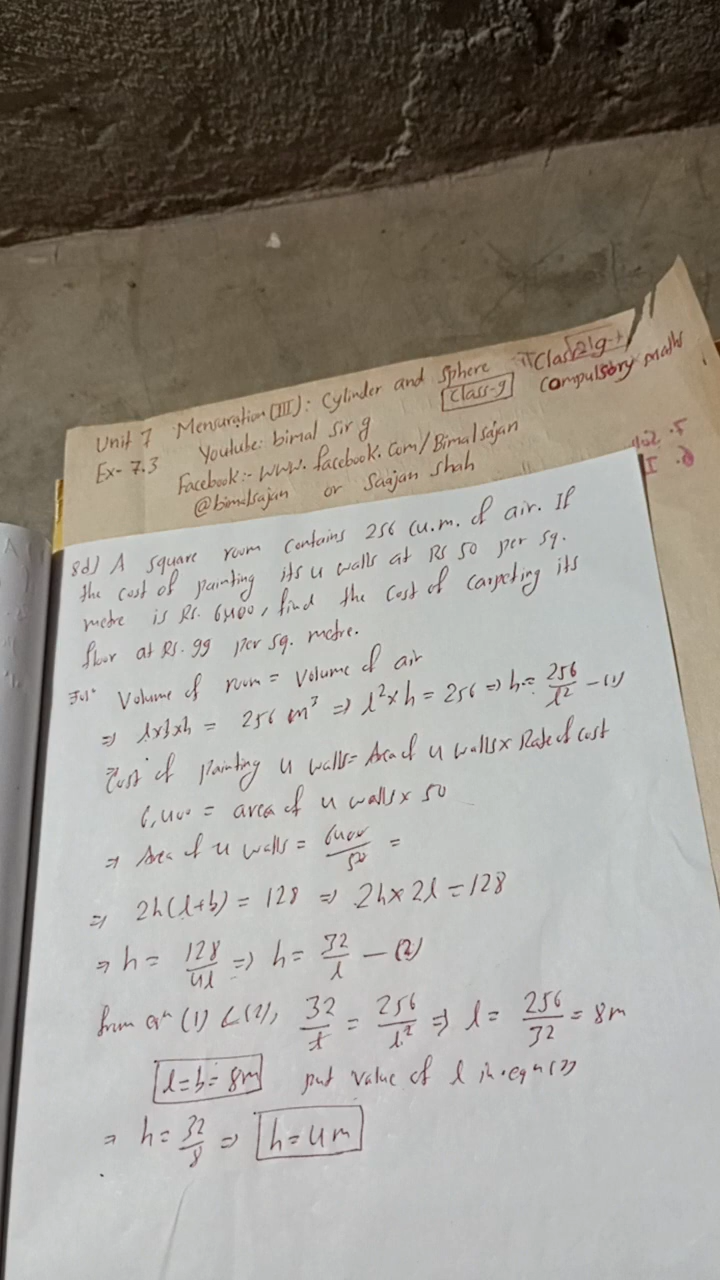 Unit 7 Mensuration (III): Cylinder and Sphere
Class-9 Compulsory maths
Ex- 7.3 Youtube: bimal sir g
Facebook:- www.facebook.com/Bimalsajan
@bimalsajan or Saajan Shah
8d) A square room contains 256 cu.m. of air. If
the cost of painting its 4 walls at Rs 50 per sq.
metre is Rs. 6400, find the cost of carpeting its
floor at Rs. 99 per sq. metre.
Solⁿ Volume of room = Volume of air
⇒ l×l×h = 256 m³ ⇒ l²×h = 256 ⇒ h = 256/l² — (1)
Cost of painting 4 walls = Area of 4 walls × Rate of cost
6,400 = area of 4 walls × 50
⇒ Area of 4 walls = 6400/50 =
⇒ 2h(l+b) = 128 ⇒ 2h×2l = 128
⇒ h = 128/4l ⇒ h = 32/l — (2)
from eqⁿ (1) & (2), 32/l = 256/l² ⇒ l = 256/32 = 8m
l=b=8m put value of l in eqn (2)
⇒ h = 32/8 ⇒ h = 4m